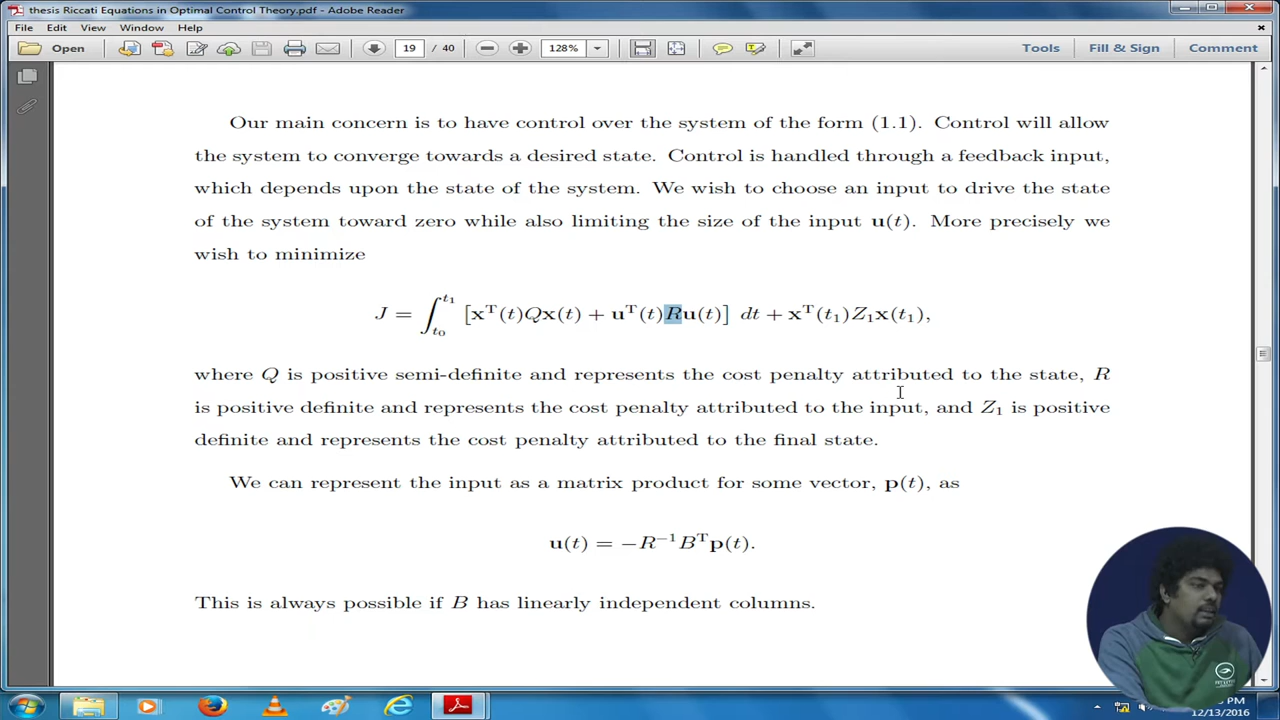 thesis Riccati Equations in Optimal Control Theory.pdf - Adobe Reader
File Edit View Window Help
Open 19 / 40 128% Tools Fill & Sign Comment
Our main concern is to have control over the system of the form (1.1). Control will allow
the system to converge towards a desired state. Control is handled through a feedback input,
which depends upon the state of the system. We wish to choose an input to drive the state
of the system toward zero while also limiting the size of the input u(t). More precisely we
wish to minimize
J = ∫_{t₀}^{t₁} [xᵀ(t)Qx(t) + uᵀ(t)Ru(t)] dt + xᵀ(t₁)Z₁x(t₁),
where Q is positive semi-definite and represents the cost penalty attributed to the state, R
is positive definite and represents the cost penalty attributed to the input, and Z₁ is positive
definite and represents the cost penalty attributed to the final state.
We can represent the input as a matrix product for some vector, p(t), as
u(t) = −R⁻¹Bᵀp(t).
This is always possible if B has linearly independent columns.
12/13/2016